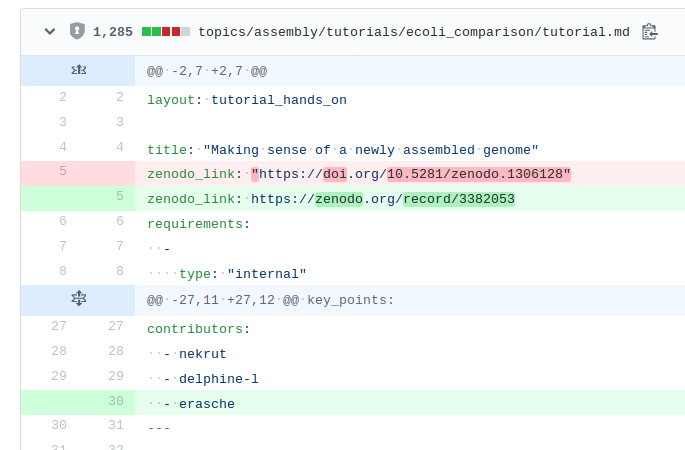 1,285 topics/assembly/tutorials/ecoli_comparison/tutorial.md
@@ -2,7 +2,7 @@
2 2 layout: tutorial_hands_on
3 3
4 4 title: "Making sense of a newly assembled genome"
5 zenodo_link: "https://doi.org/10.5281/zenodo.1306128"
5 zenodo_link: https://zenodo.org/record/3382053
6 6 requirements:
7 7 -
8 8 type: "internal"
@@ -27,11 +27,12 @@ key_points:
27 27 contributors:
28 28 - nekrut
29 29 - delphine-l
30 - erasche
30 31 ---
31 32